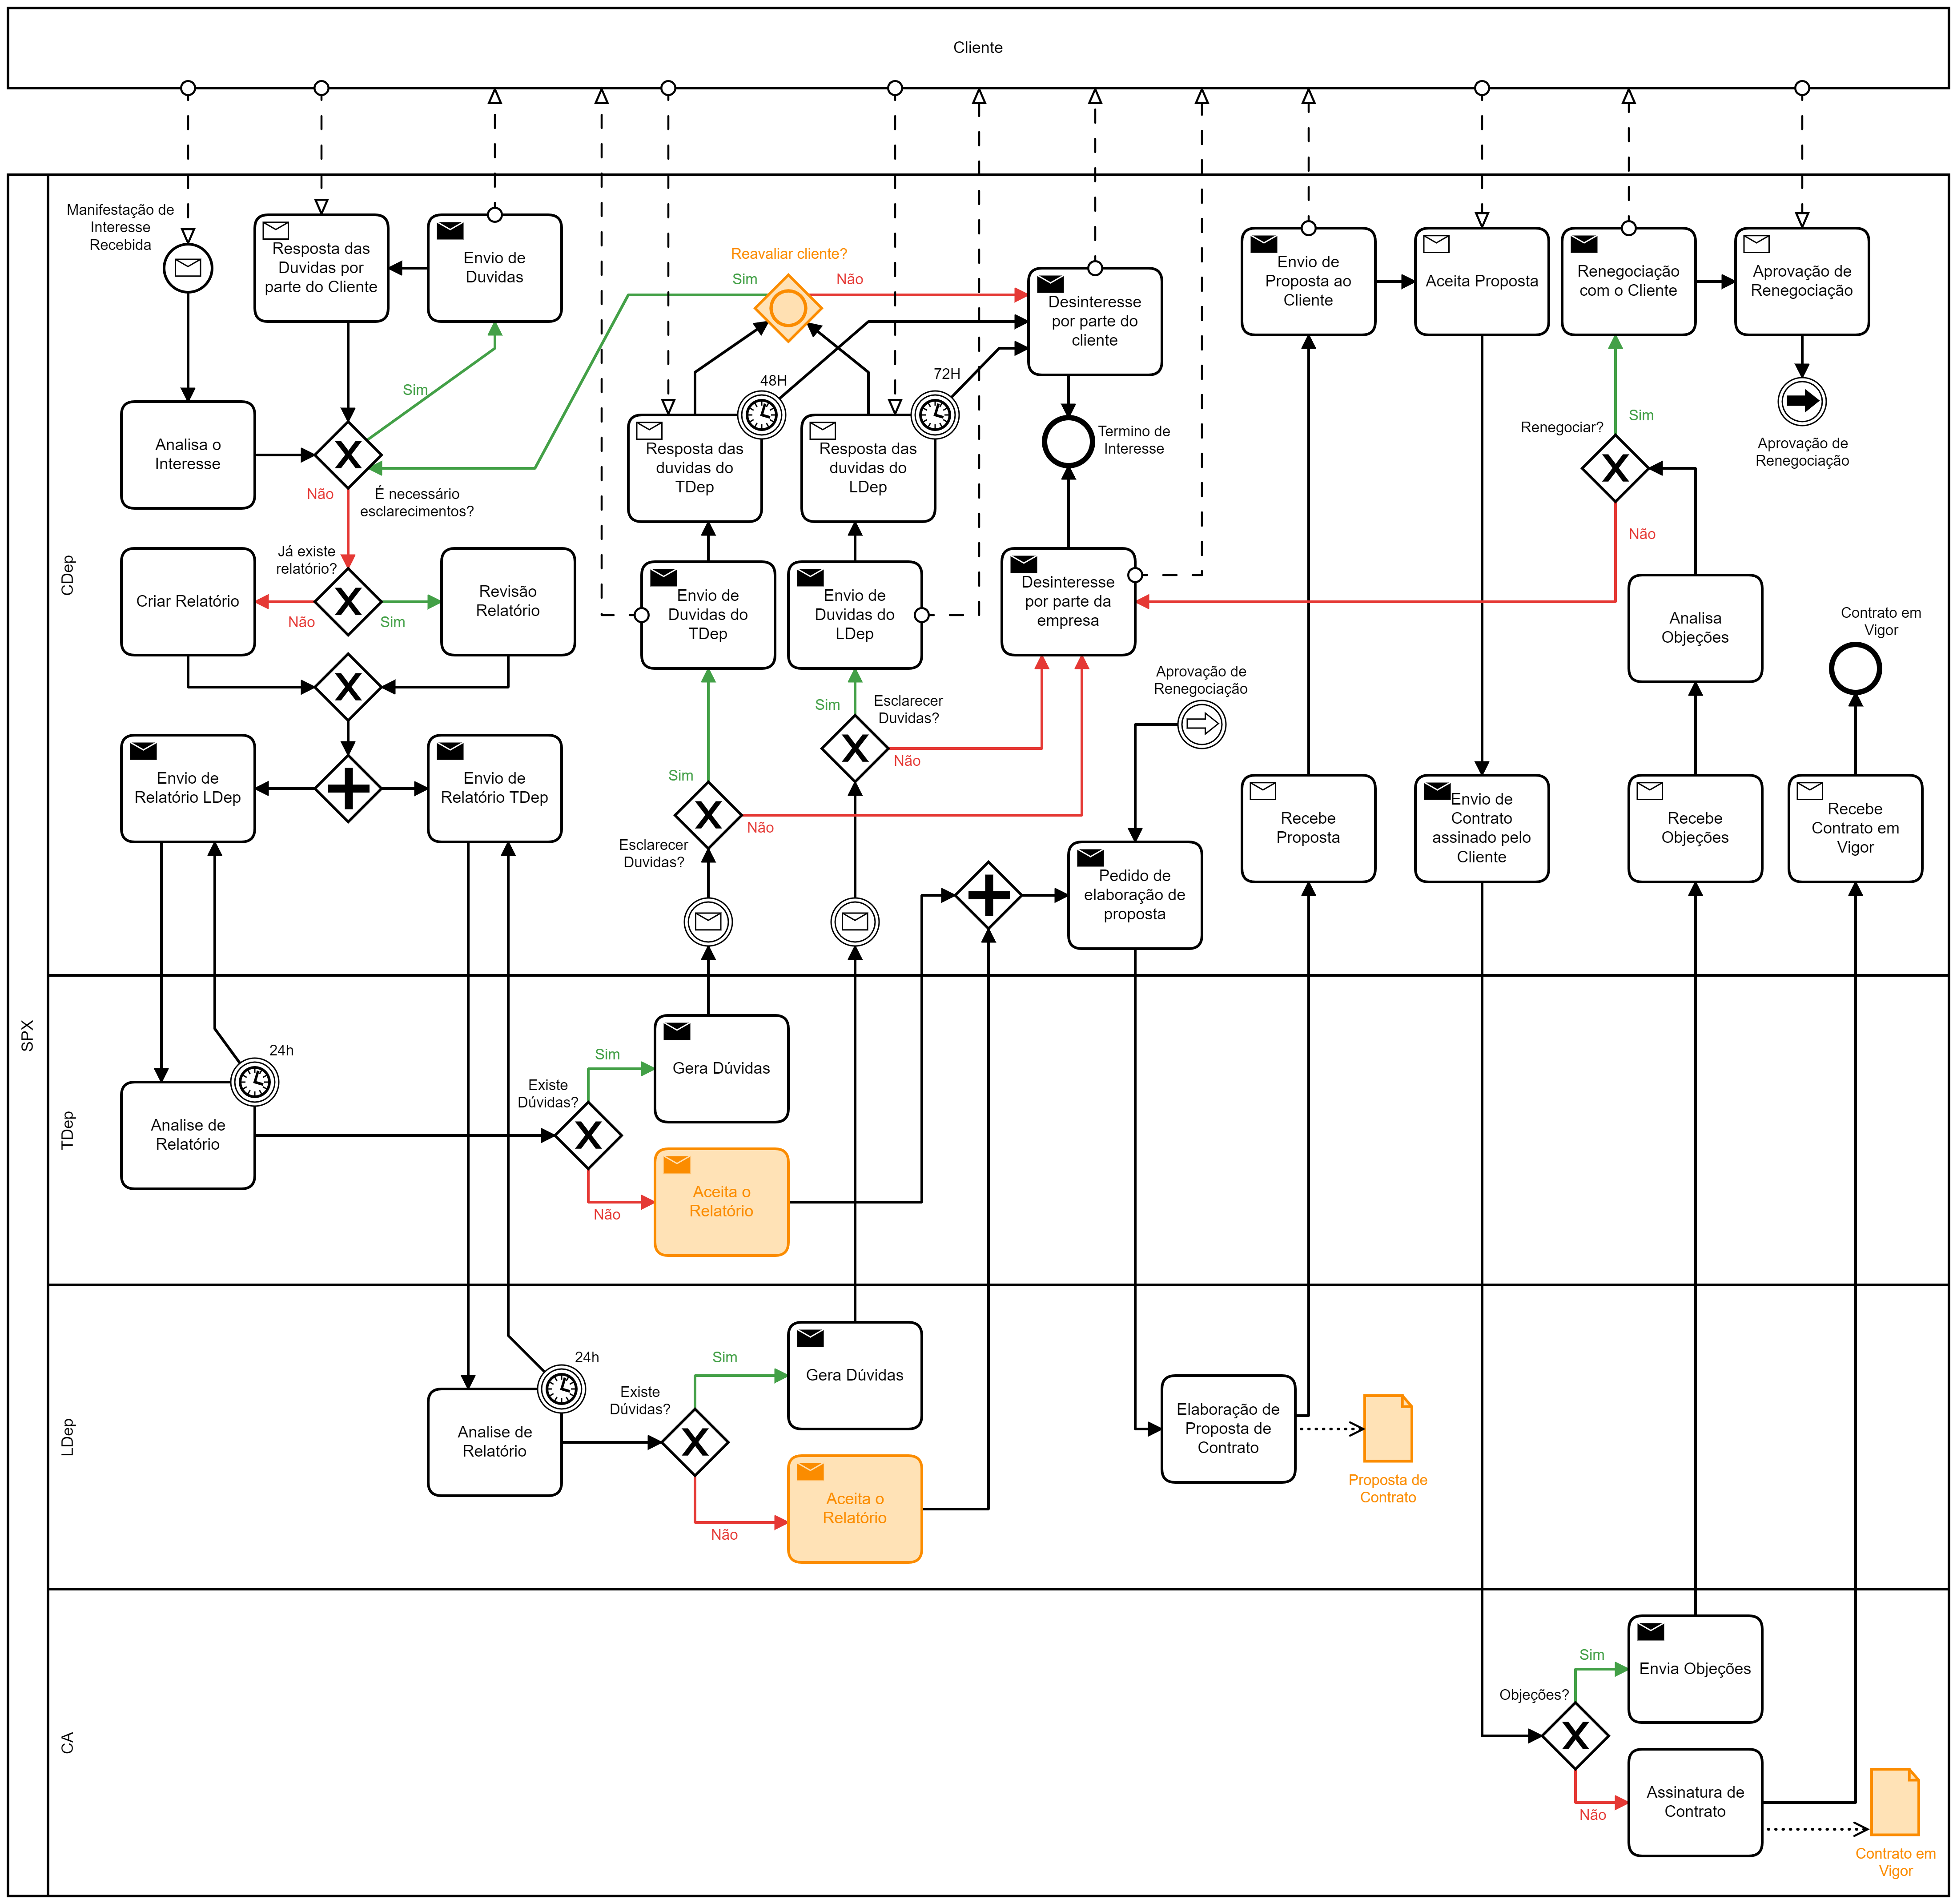 Cliente
SPX
CDep
Manifestação de
Interesse
Recebida
Resposta das
Duvidas por
parte do Cliente
Envio de
Duvidas
Reavaliar cliente?
Sim
Não
Desinteresse
por parte do
cliente
Envio de
Proposta ao
Cliente
Aceita Proposta
Renegociação
com o Cliente
Aprovação de
Renegociação
Sim
48H
72H
Analisa o
Interesse
Não
É necessário
esclarecimentos?
Resposta das
duvidas do
TDep
Resposta das
duvidas do
LDep
Termino de
Interesse
Renegociar?
Sim
Não
Aprovação de
Renegociação
Já existe
relatório?
Criar Relatório
Não
Sim
Revisão
Relatório
Envio de
Duvidas do
TDep
Envio de
Duvidas do
LDep
Desinteresse
por parte da
empresa
Analisa
Objeções
Contrato em
Vigor
Aprovação de
Renegociação
Sim
Esclarecer
Duvidas?
Não
Envio de
Relatório LDep
Envio de
Relatório TDep
Sim
Não
Esclarecer
Duvidas?
Pedido de
elaboração de
proposta
Recebe
Proposta
Envio de
Contrato
assinado pelo
Cliente
Recebe
Objeções
Recebe
Contrato em
Vigor
TDep
24h
Analise de
Relatório
Existe
Dúvidas?
Sim
Não
Gera Dúvidas
Aceita o
Relatório
LDep
24h
Analise de
Relatório
Existe
Dúvidas?
Sim
Não
Gera Dúvidas
Aceita o
Relatório
Elaboração de
Proposta de
Contrato
Proposta de
Contrato
CA
Objeções?
Sim
Não
Envia Objeções
Assinatura de
Contrato
Contrato em
Vigor